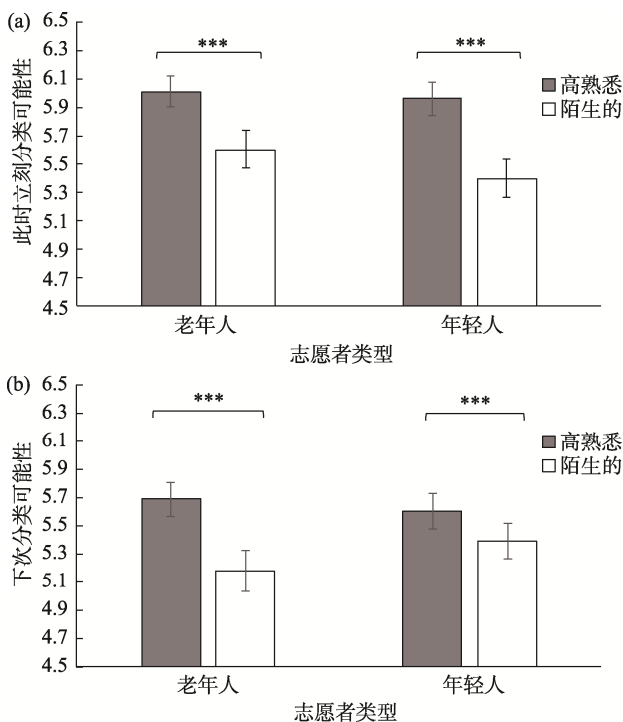 (a)
6.5
6.3
6.1
5.9
5.7
5.5
5.3
5.1
4.9
4.7
4.5
此时立刻分类可能性
***
***
高熟悉
陌生的
老年人
年轻人
志愿者类型
(b)
6.5
6.3
6.1
5.9
5.7
5.5
5.3
5.1
4.9
4.7
4.5
下次分类可能性
***
***
高熟悉
陌生的
老年人
年轻人
志愿者类型